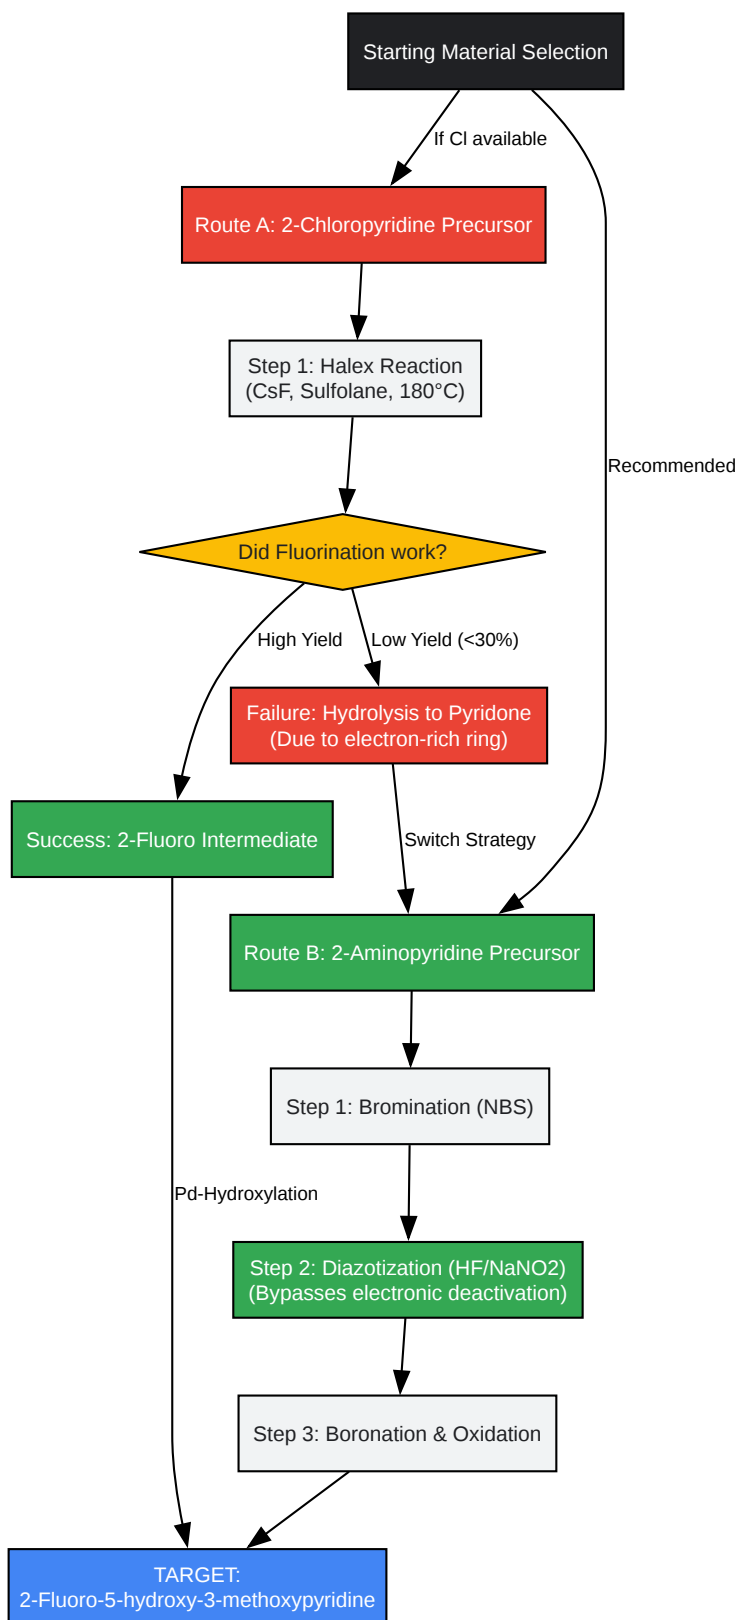 Starting Material Selection
If Cl available
Route A: 2-Chloropyridine Precursor
Step 1: Halex Reaction
(CsF, Sulfolane, 180°C)
Recommended
Did Fluorination work?
High Yield
Low Yield (<30%)
Failure: Hydrolysis to Pyridone
(Due to electron-rich ring)
Success: 2-Fluoro Intermediate
Switch Strategy
Route B: 2-Aminopyridine Precursor
Step 1: Bromination (NBS)
Pd-Hydroxylation
Step 2: Diazotization (HF/NaNO2)
(Bypasses electronic deactivation)
Step 3: Boronation & Oxidation
TARGET:
2-Fluoro-5-hydroxy-3-methoxypyridine